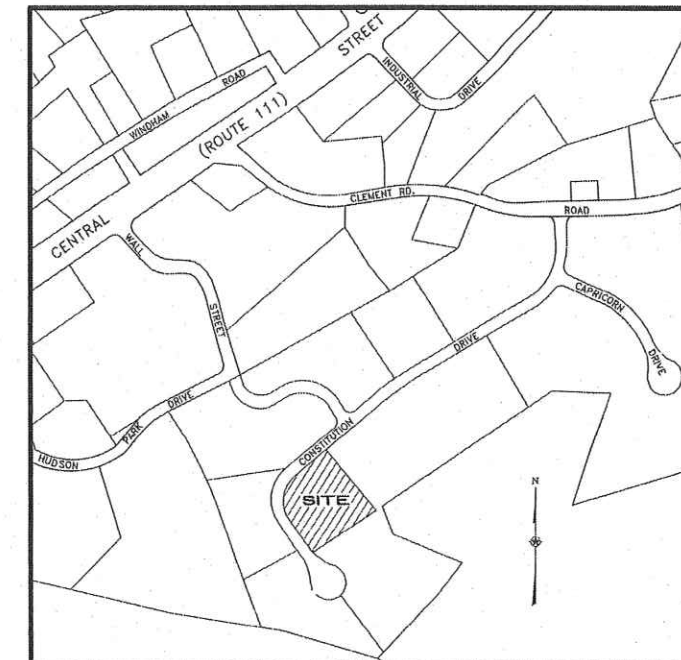 STREET
INDUSTRIAL
DRIVE
WINDHAM ROAD
(ROUTE 111)
CENTRAL
CLEMENT RD.
ROAD
WALL
STREET
CAPRICORN
DRIVE
DRIVE
HUDSON PARK DRIVE
CONSTITUTION
SITE
N